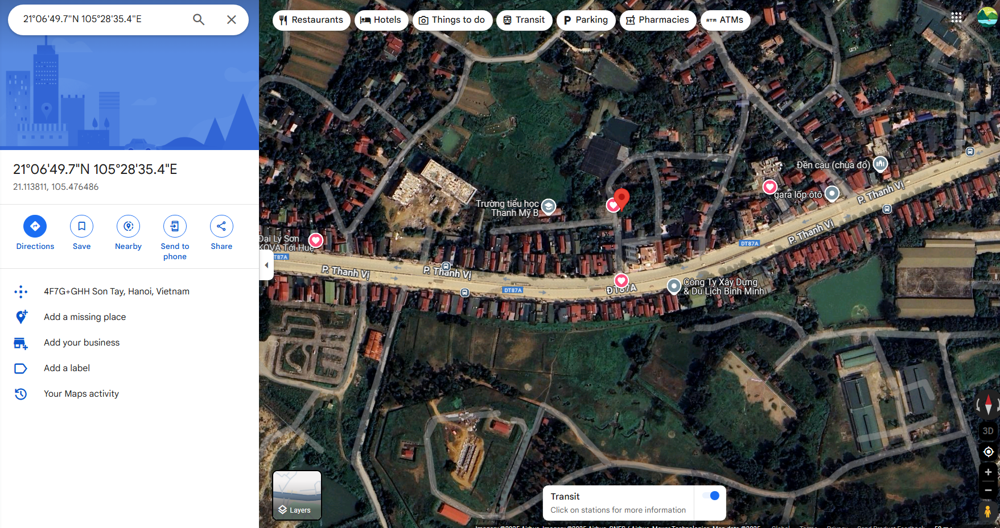 21°06'49.7"N 105°28'35.4"E
Restaurants
Hotels
Things to do
Transit
Parking
Pharmacies
ATM ATMs
21°06'49.7"N 105°28'35.4"E
21.113811, 105.476486
Directions
Save
Nearby
Send to
phone
Share
4F7G+GHH Son Tay, Hanoi, Vietnam
Add a missing place
Add your business
Add a label
Your Maps activity
Đền cậu (chùa đổ)
gara lốp ôtô
P. Thanh Vị
Trường tiểu học
Thanh Mỹ B
P. Thanh Vị
DT87A
Đại Lý Sơn
KOVA Tới Huệ
DT87A
P. Thanh Vị
P. Thanh Vị
DT87A
ĐT87A
Công Ty Xây Dựng
& Du Lịch Bình Minh
3D
Layers
Transit
Click on stations for more information